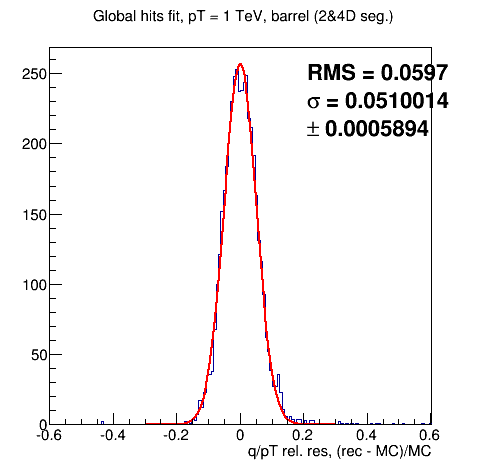 Global hits fit, pT = 1 TeV, barrel (2&4D seg.)
RMS = 0.0597
σ = 0.0510014
± 0.0005894
250
200
150
100
50
0
-0.6 -0.4 -0.2 0 0.2 0.4 0.6
q/pT rel. res, (rec - MC)/MC